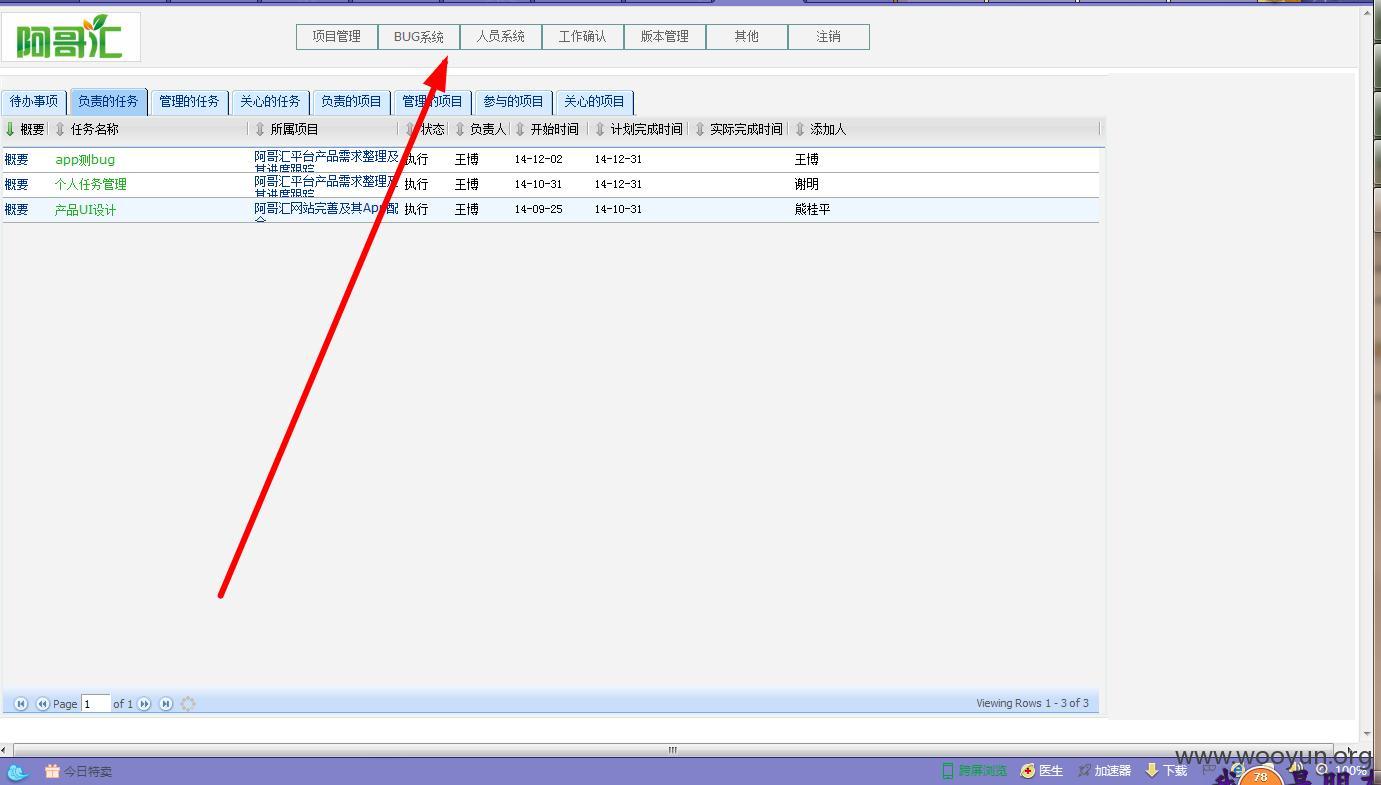 阿哥汇
项目管理 BUG系统 人员系统 工作确认 版本管理 其他 注销
待办事项 负责的任务 管理的任务 关心的任务 负责的项目 管理的项目 参与的项目 关心的项目
概要 任务名称 所属项目 状态 负责人 开始时间 计划完成时间 实际完成时间 添加人
概要 app测bug 阿哥汇平台产品需求整理及其进度跟踪 执行 王博 14-12-02 14-12-31 王博
概要 个人任务管理 阿哥汇平台产品需求整理及其进度跟踪 执行 王博 14-10-31 14-12-31 谢明
概要 产品UI设计 阿哥汇网站完善及其App配 执行 王博 14-09-25 14-10-31 熊桂平
Page 1 of 1 Viewing Rows 1 - 3 of 3
www.wooyun.org
今日特卖 跨屏浏览 医生 加速器 下载 100%
78